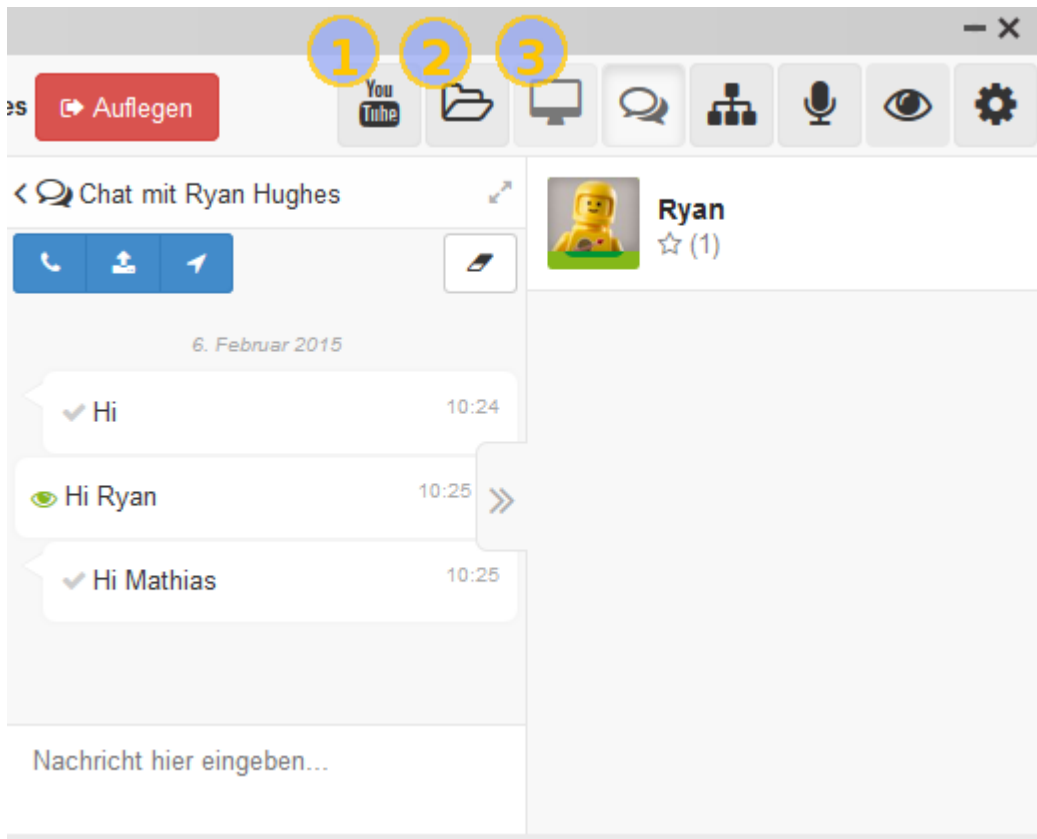 1 2 3
es Auflegen You Tube
Chat mit Ryan Hughes
Ryan
(1)
6. Februar 2015
Hi 10:24
Hi Ryan 10:25
Hi Mathias 10:25
Nachricht hier eingeben...